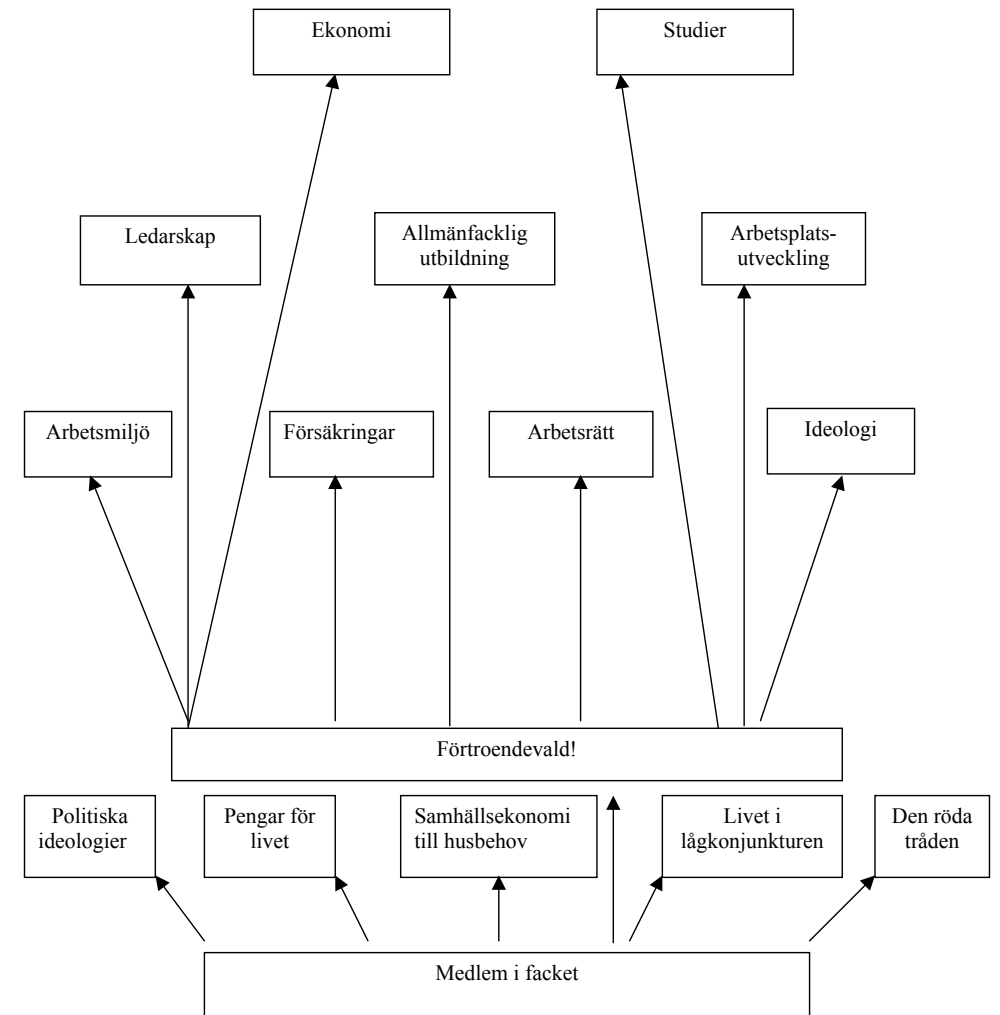 Ekonomi
Studier
Ledarskap
Allmänfacklig
utbildning
Arbetsplats-
utveckling
Arbetsmiljö
Försäkringar
Arbetsrätt
Ideologi
Förtroendevald!
Politiska
ideologier
Pengar för
livet
Samhällsekonomi
till husbehov
Livet i
lågkonjunkturen
Den röda
tråden
Medlem i facket